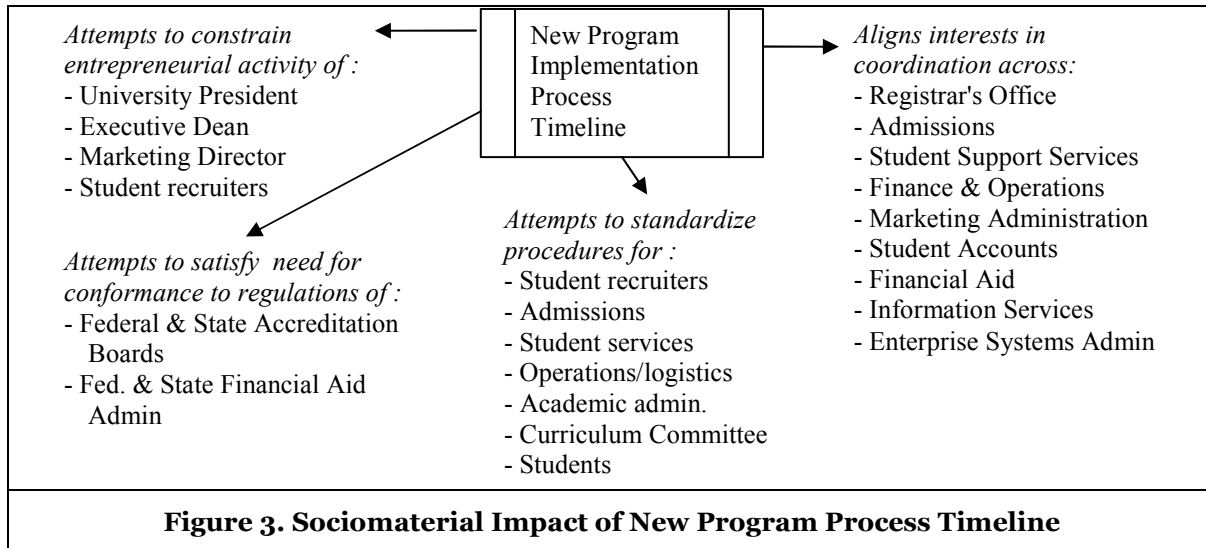 Attempts to constrain
entrepreneurial activity of :
- University President
- Executive Dean
- Marketing Director
- Student recruiters
Attempts to satisfy need for
conformance to regulations of :
- Federal & State Accreditation
Boards
- Fed. & State Financial Aid
Admin
New Program
Implementation
Process
Timeline
Attempts to standardize
procedures for :
- Student recruiters
- Admissions
- Student services
- Operations/logistics
- Academic admin.
- Curriculum Committee
- Students
Aligns interests in
coordination across:
- Registrar's Office
- Admissions
- Student Support Services
- Finance & Operations
- Marketing Administration
- Student Accounts
- Financial Aid
- Information Services
- Enterprise Systems Admin
Figure 3. Sociomaterial Impact of New Program Process Timeline